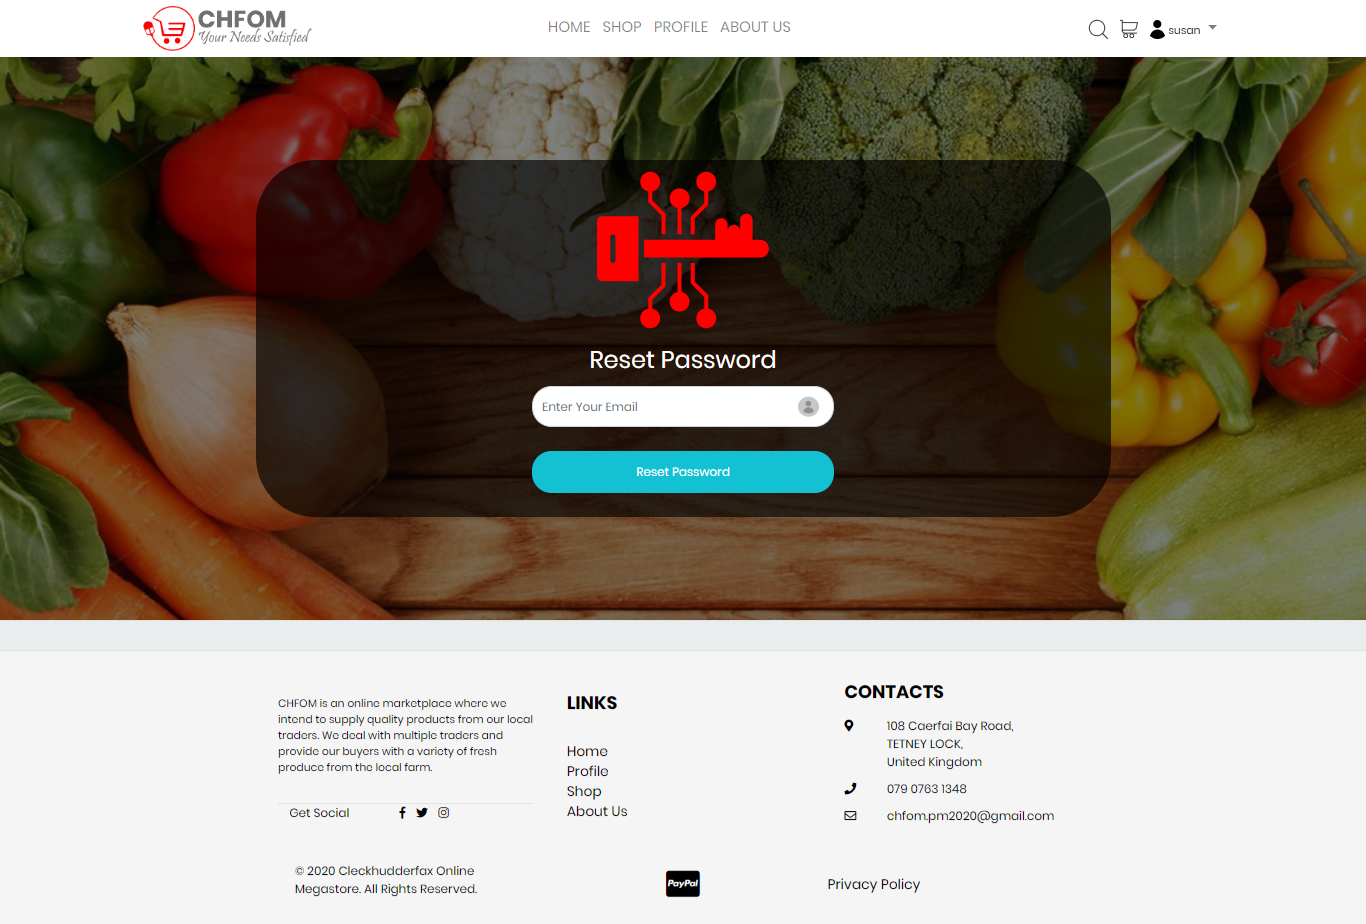 CHFOM
Your Needs Satisfied
HOME SHOP PROFILE ABOUT US
susan
Reset Password
Enter Your Email
Reset Password
CHFOM is an online marketplace where we
intend to supply quality products from our local
traders. We deal with multiple traders and
provide our buyers with a variety of fresh
produce from the local farm.
Get Social
LINKS
Home
Profile
Shop
About Us
CONTACTS
108 Caerfai Bay Road,
TETNEY LOCK,
United Kingdom
079 0763 1348
chfom.pm2020@gmail.com
© 2020 Cleckhudderfax Online
Megastore. All Rights Reserved.
PayPal
Privacy Policy